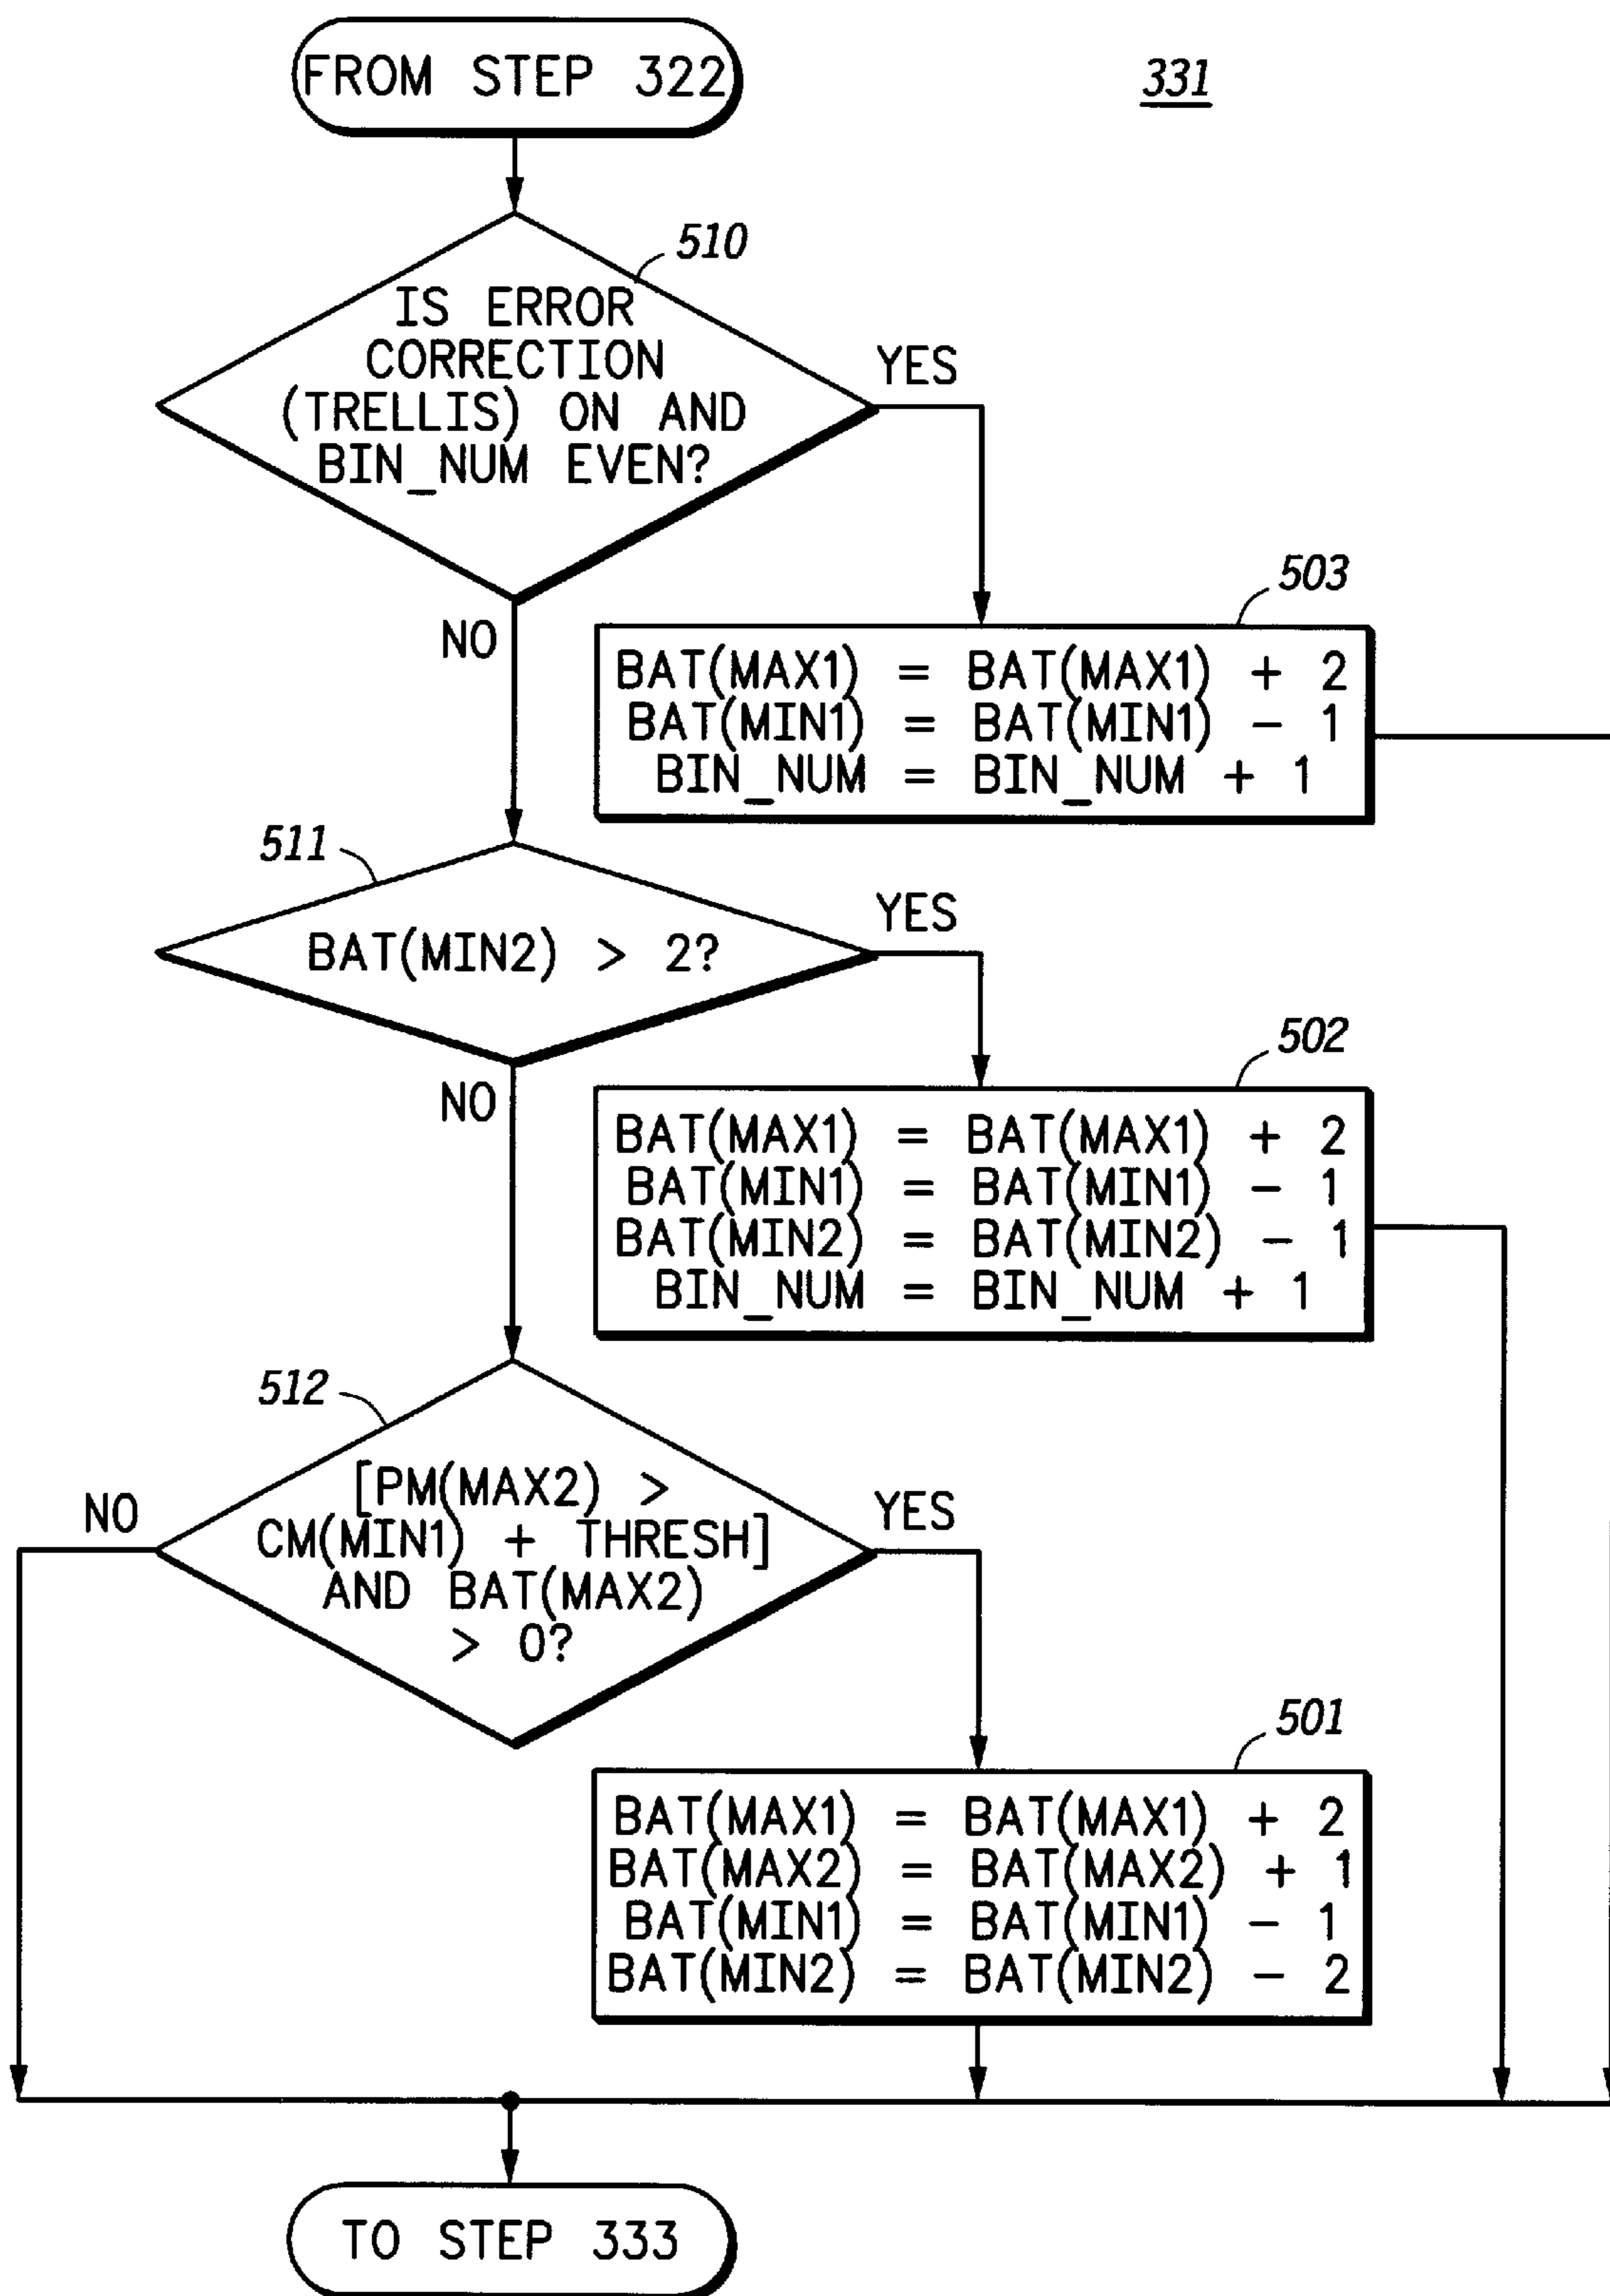 FROM STEP 322
331
510
IS ERROR
CORRECTION
(TRELLIS) ON AND
BIN_NUM EVEN?
YES
NO
503
BAT(MAX1) = BAT(MAX1) + 2
BAT(MIN1) = BAT(MIN1) - 1
BIN_NUM = BIN_NUM + 1
511
BAT(MIN2) > 2?
YES
NO
502
BAT(MAX1) = BAT(MAX1) + 2
BAT(MIN1) = BAT(MIN1) - 1
BAT(MIN2) = BAT(MIN2) - 1
BIN_NUM = BIN_NUM + 1
512
[PM(MAX2) >
CM(MIN1) + THRESH]
AND BAT(MAX2)
> 0?
NO
YES
501
BAT(MAX1) = BAT(MAX1) + 2
BAT(MAX2) = BAT(MAX2) + 1
BAT(MIN1) = BAT(MIN1) - 1
BAT(MIN2) = BAT(MIN2) - 2
TO STEP 333